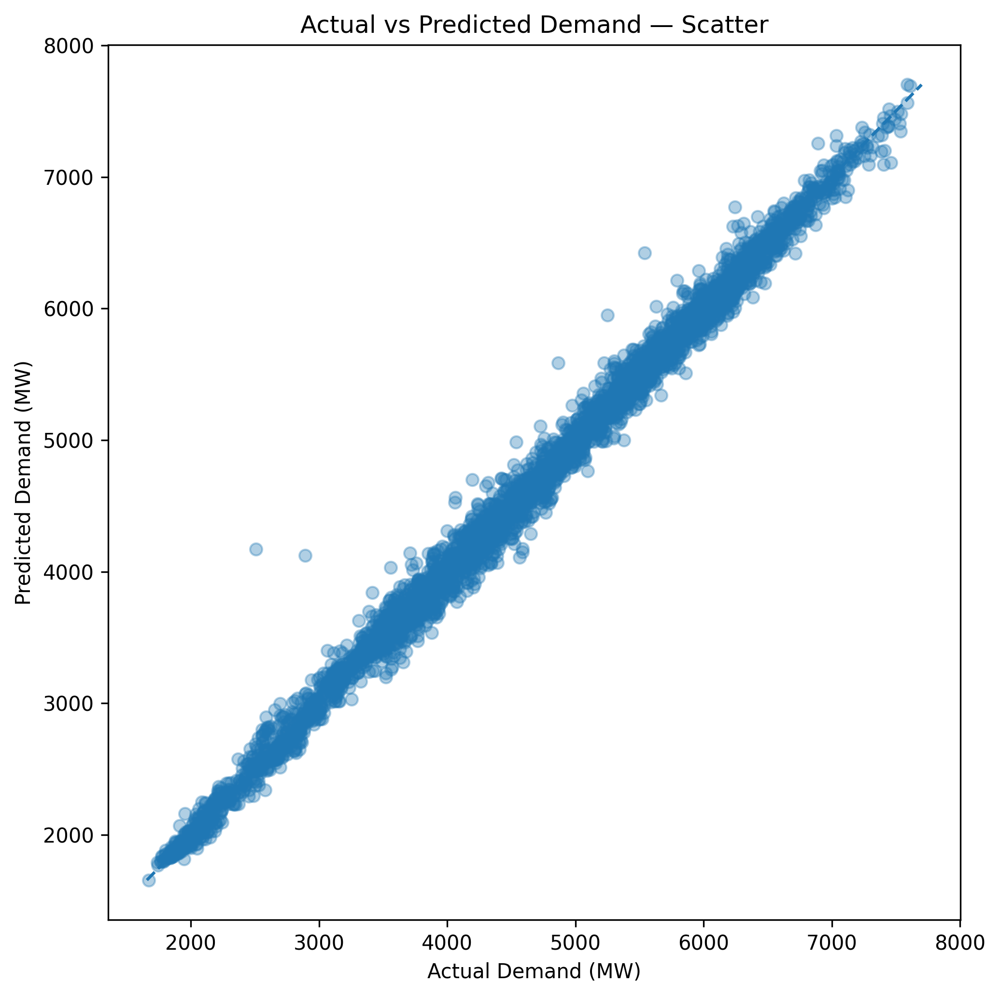 Actual vs Predicted Demand — Scatter
8000
7000
6000
5000
4000
3000
2000
Predicted Demand (MW)
2000 3000 4000 5000 6000 7000 8000
Actual Demand (MW)